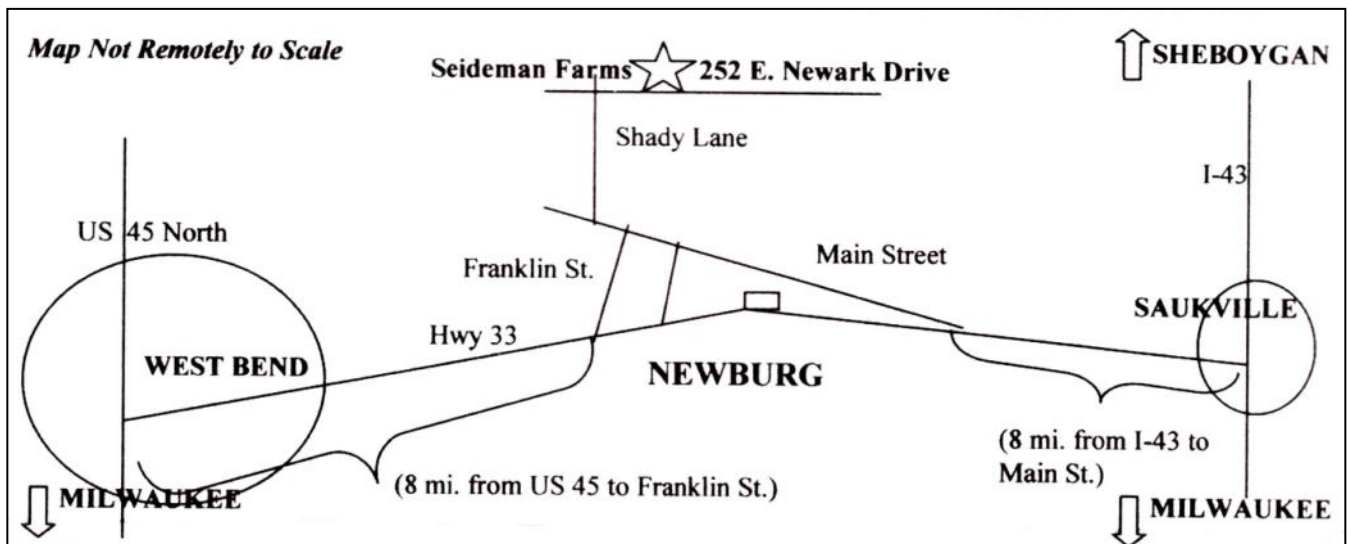 Map Not Remotely to Scale
Seideman Farms 252 E. Newark Drive
SHEBOYGAN
Shady Lane
I-43
US 45 North
Franklin St.
Main Street
SAUKVILLE
Hwy 33
WEST BEND
NEWBURG
(8 mi. from I-43 to
Main St.)
(8 mi. from US 45 to Franklin St.)
MILWAUKEE
MILWAUKEE